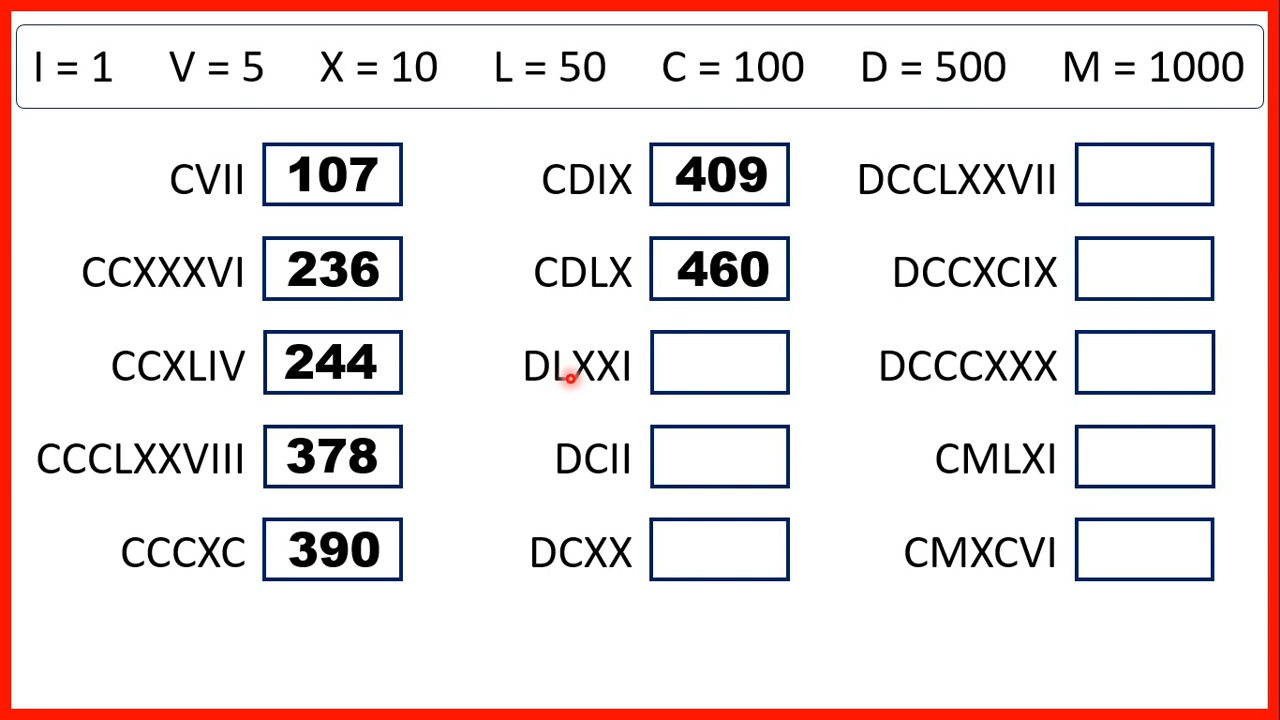 I = 1 V = 5 X = 10 L = 50 C = 100 D = 500 M = 1000
CVII 107 CDIX 409 DCCLXXVII
CCXXXVI 236 CDLX 460 DCCXCIX
CCXLIV 244 DLXXI DCCCXXX
CCCLXXVIII 378 DCII CMLXI
CCCXC 390 DCXX CMXCVI